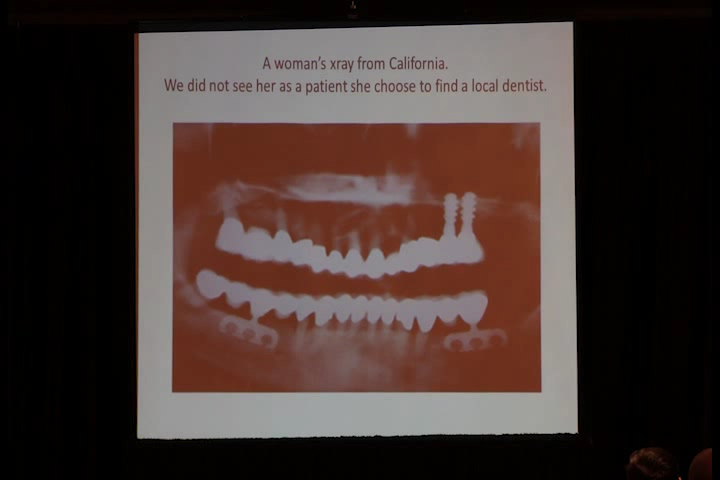 A woman's xray from California.
We did not see her as a patient she choose to find a local dentist.